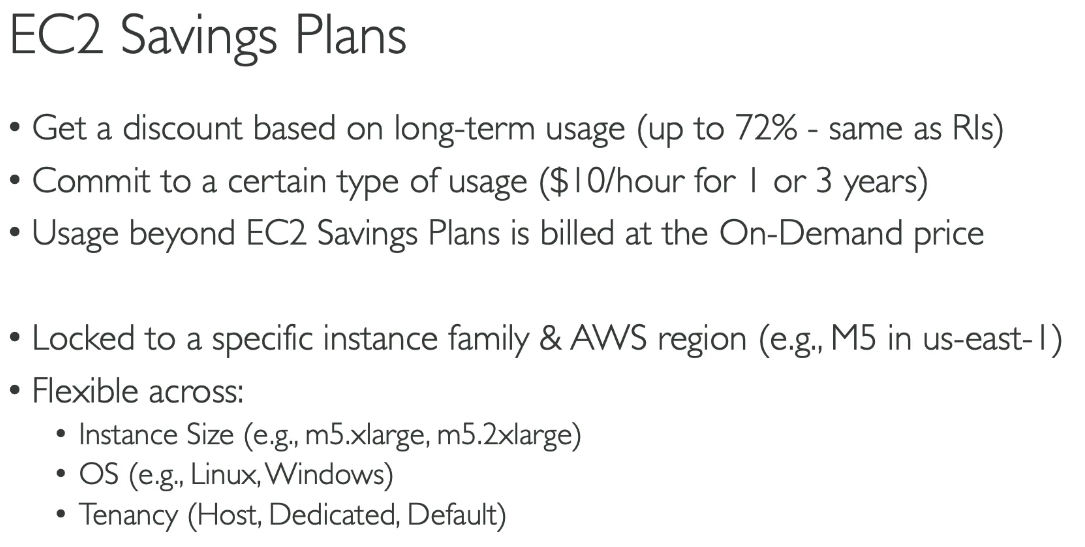 EC2 Savings Plans
• Get a discount based on long-term usage (up to 72% - same as RIs)
• Commit to a certain type of usage ($10/hour for 1 or 3 years)
• Usage beyond EC2 Savings Plans is billed at the On-Demand price
• Locked to a specific instance family & AWS region (e.g., M5 in us-east-1)
• Flexible across:
• Instance Size (e.g., m5.xlarge, m5.2xlarge)
• OS (e.g., Linux, Windows)
• Tenancy (Host, Dedicated, Default)